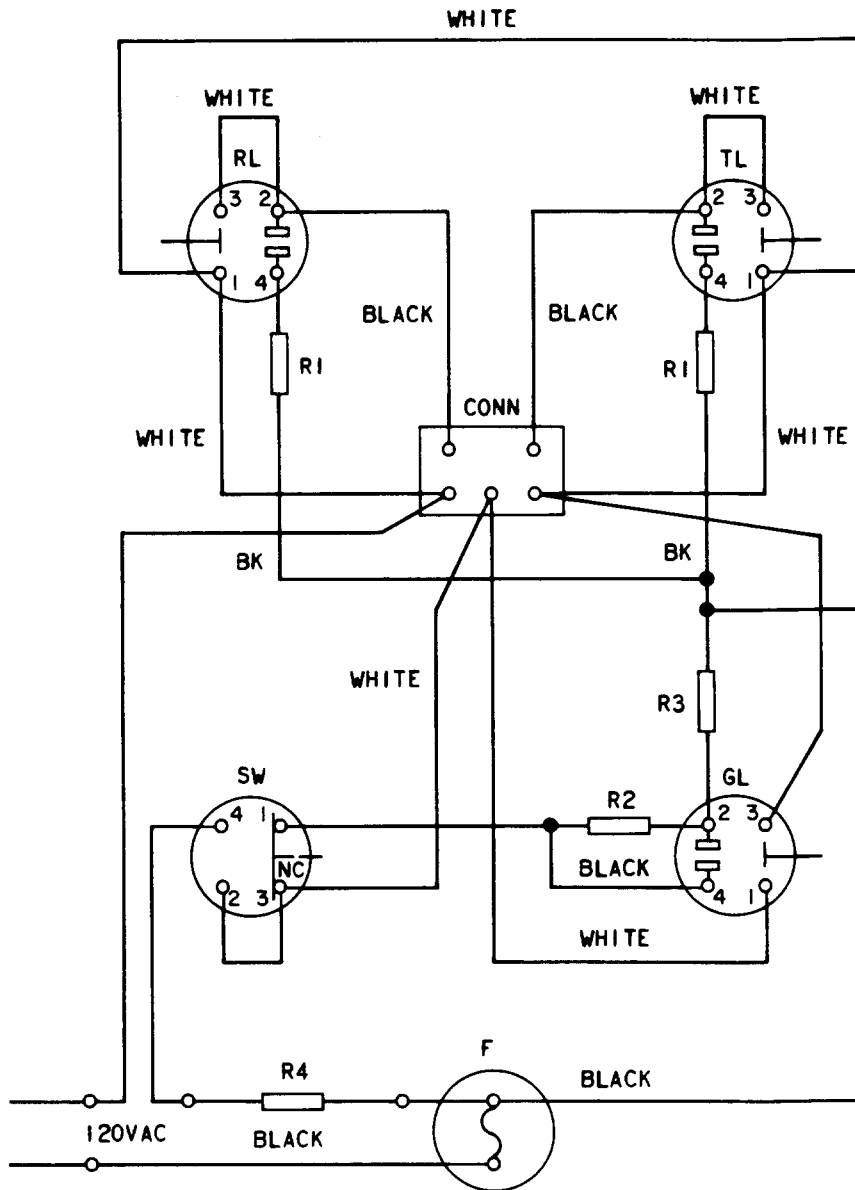 WHITE
WHITE
WHITE
RL
TL
3 2
2 3
1 4
4 1
BLACK
BLACK
R1
R1
CONN
WHITE
WHITE
BK
BK
WHITE
R3
SW
GL
R2
4 1
2 3
NC
BLACK
2 3
4 1
WHITE
F
R4
BLACK
120VAC
BLACK